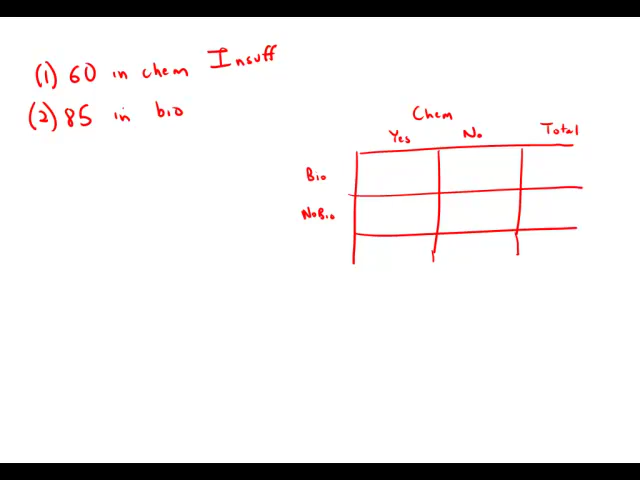 (1) 60 in chem Insuff
(2) 85 in bio
Chem
Yes No Total
Bio
No Bio